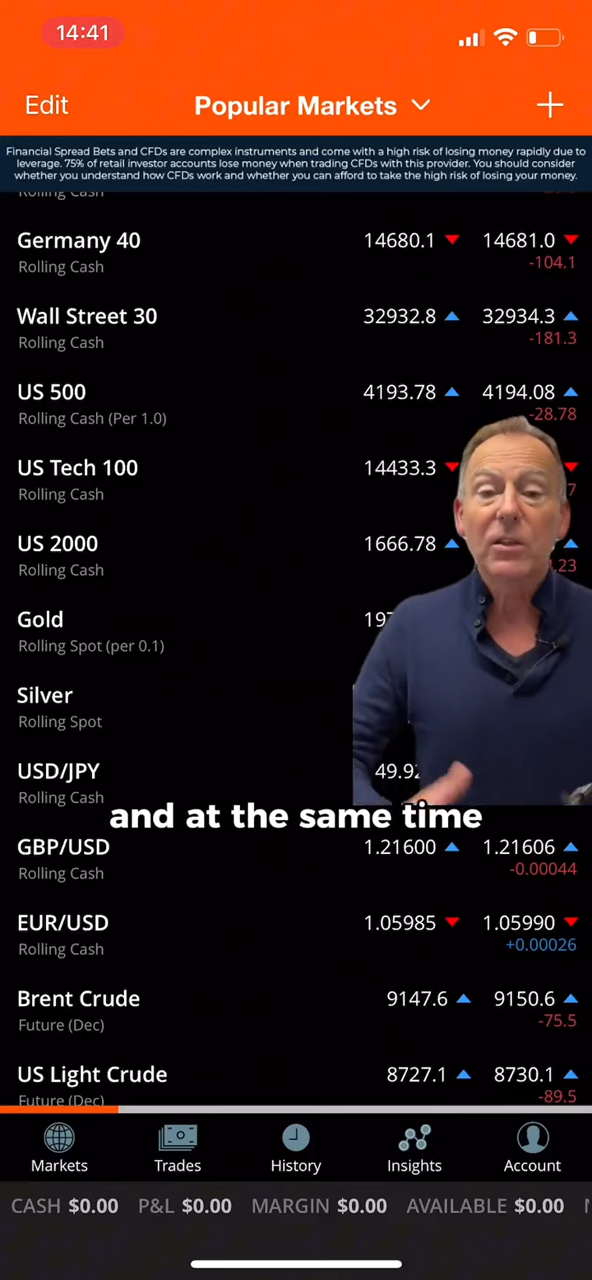 14:41
Edit
Popular Markets
Financial Spread Bets and CFDs are complex instruments and come with a high risk of losing money rapidly due to
leverage. 75% of retail investor accounts lose money when trading CFDs with this provider. You should consider
whether you understand how CFDs work and whether you can afford to take the high risk of losing your money.
Rolling Cash
Germany 40 14680.1 14681.0
Rolling Cash -104.1
Wall Street 30 32932.8 32934.3
Rolling Cash -181.3
US 500 4193.78 4194.08
Rolling Cash (Per 1.0) -28.78
US Tech 100 14433.3
Rolling Cash
US 2000 1666.78
Rolling Cash
Gold
Rolling Spot (per 0.1)
Silver
Rolling Spot
USD/JPY
Rolling Cash
and at the same time
GBP/USD 1.21600 1.21606
Rolling Cash -0.00044
EUR/USD 1.05985 1.05990
Rolling Cash +0.00026
Brent Crude 9147.6 9150.6
Future (Dec) -75.5
US Light Crude 8727.1 8730.1
Future (Dec) -89.5
Markets Trades History Insights Account
CASH $0.00 P&L $0.00 MARGIN $0.00 AVAILABLE $0.00